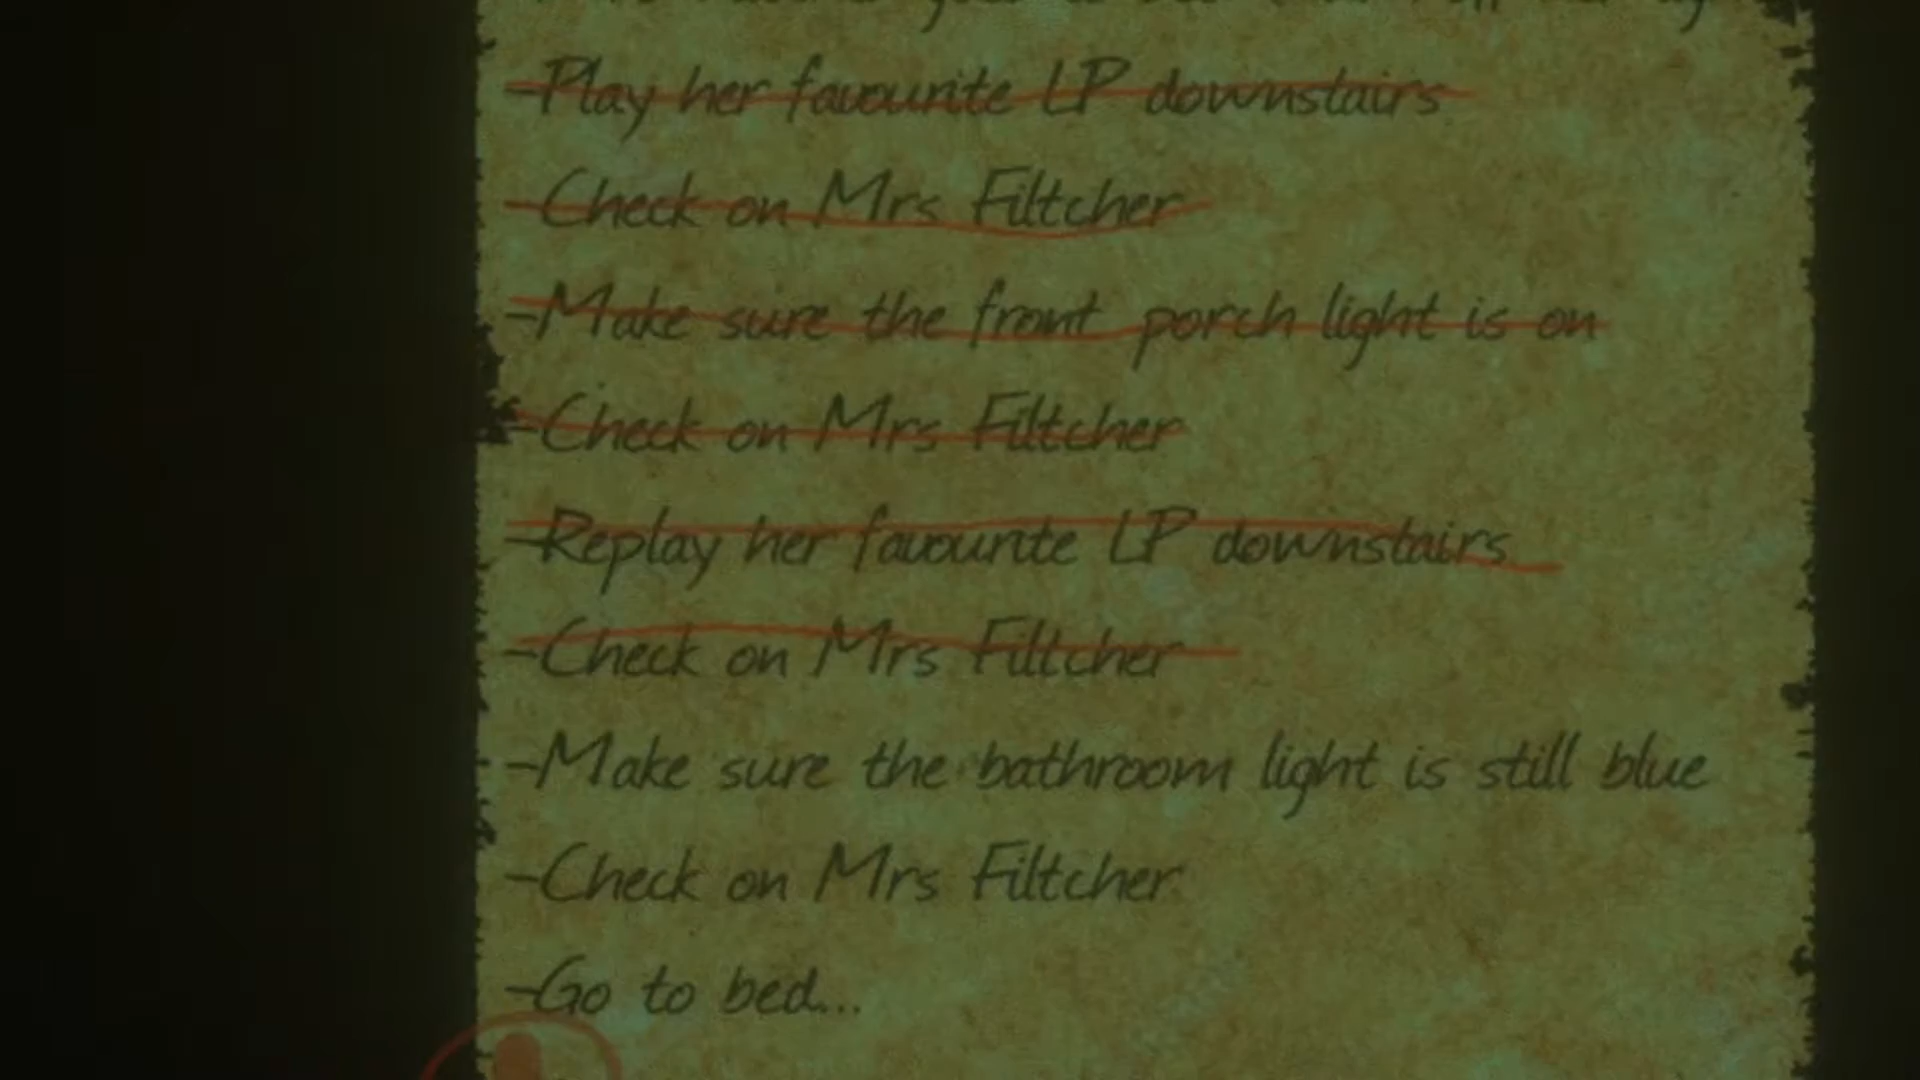 -Play her favourite LP downstairs
-Check on Mrs Filtcher
-Make sure the front porch light is on
-Check on Mrs Filtcher
-Replay her favourite LP downstairs
-Check on Mrs Filtcher
-Make sure the bathroom light is still blue
-Check on Mrs Filtcher
-Go to bed...